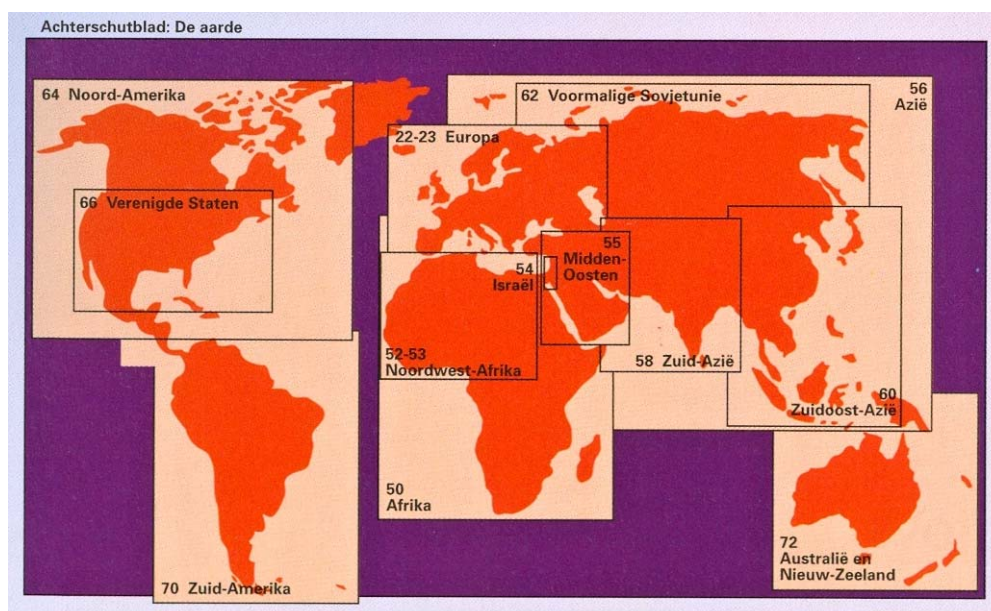 Achterschutblad: De aarde
64 Noord-Amerika
62 Voormalige Sovjetunie
56
Azië
22-23 Europa
66 Verenigde Staten
55
Midden-
Oosten
54
Israël
52-53
Noordwest-Afrika
58 Zuid-Azië
60
Zuidoost-Azië
50
Afrika
72
Australië en
Nieuw-Zeeland
70 Zuid-Amerika